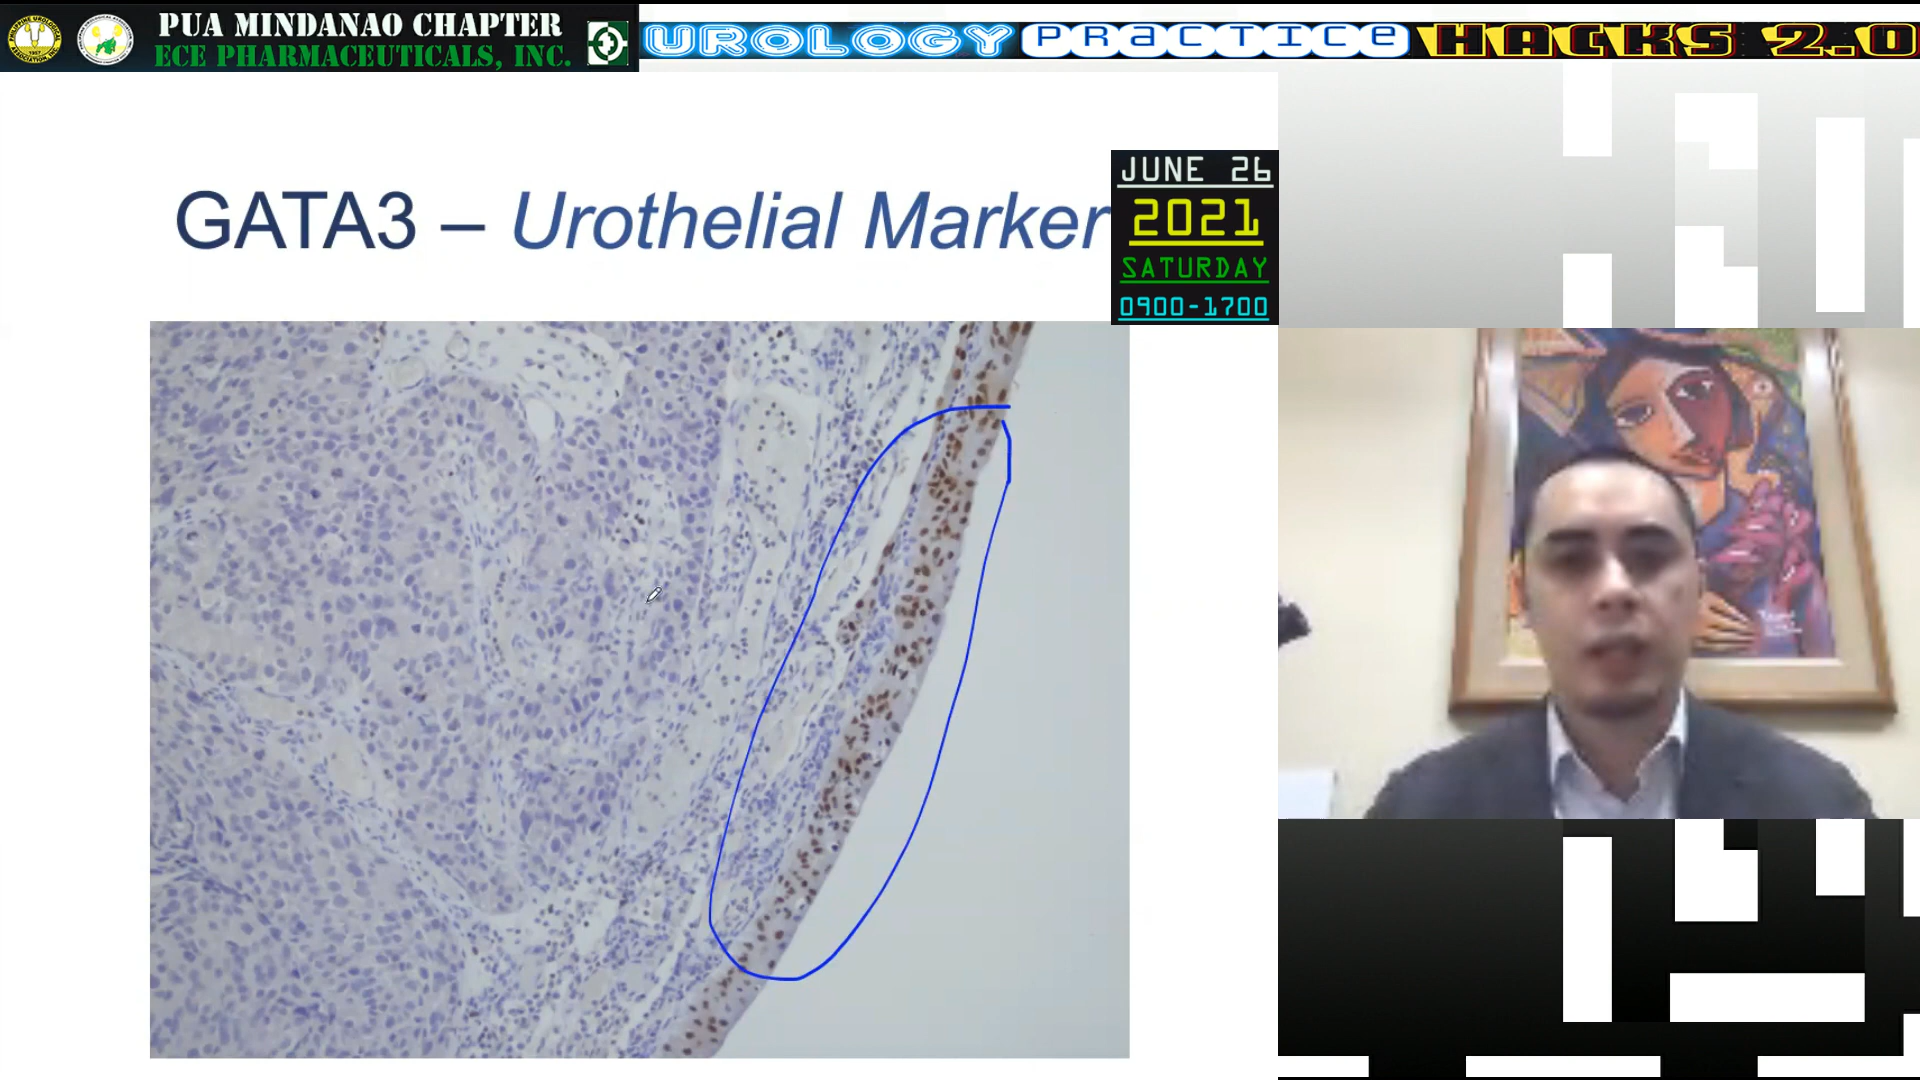 PUA MINDANAO CHAPTER
ECE PHARMACEUTICALS, INC.
UROLOGY PRACTICE HACKS 2.0
GATA3 – Urothelial Marker
JUNE 26
2021
SATURDAY
0900-1700